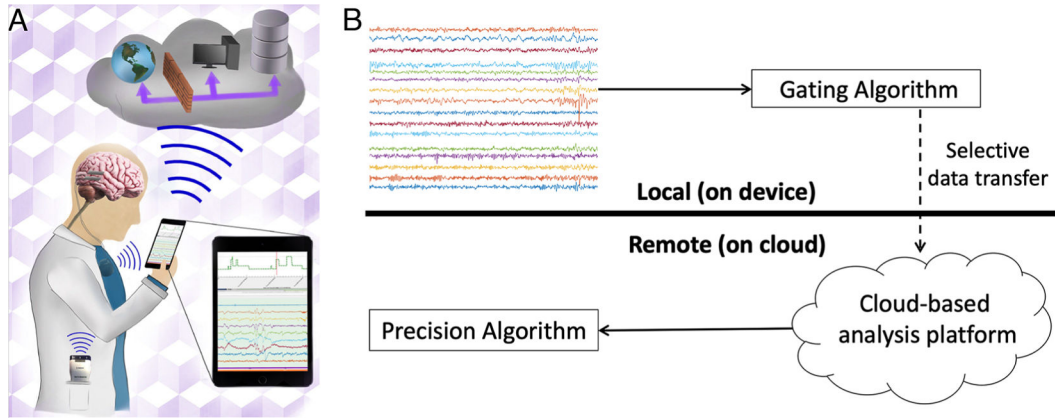 A
B
Gating Algorithm
Selective
data transfer
Local (on device)
Remote (on cloud)
Cloud-based
analysis platform
Precision Algorithm